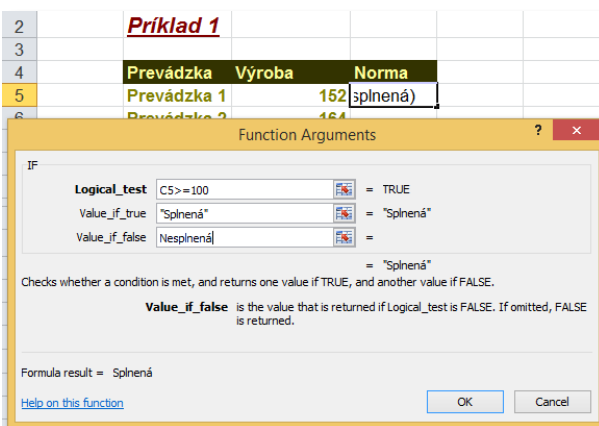 2 Príklad 1
3
4 Prevádzka Výroba Norma
5 Prevádzka 1 152 splnená)
6 Prevádzka 2 164
Function Arguments ? ×
IF
Logical_test C5>=100 = TRUE
Value_if_true "Splnená" = "Splnená"
Value_if_false Nesplnená =
= "Splnená"
Checks whether a condition is met, and returns one value if TRUE, and another value if FALSE.
Value_if_false is the value that is returned if Logical_test is FALSE. If omitted, FALSE
is returned.
Formula result = Splnená
Help on this function OK Cancel